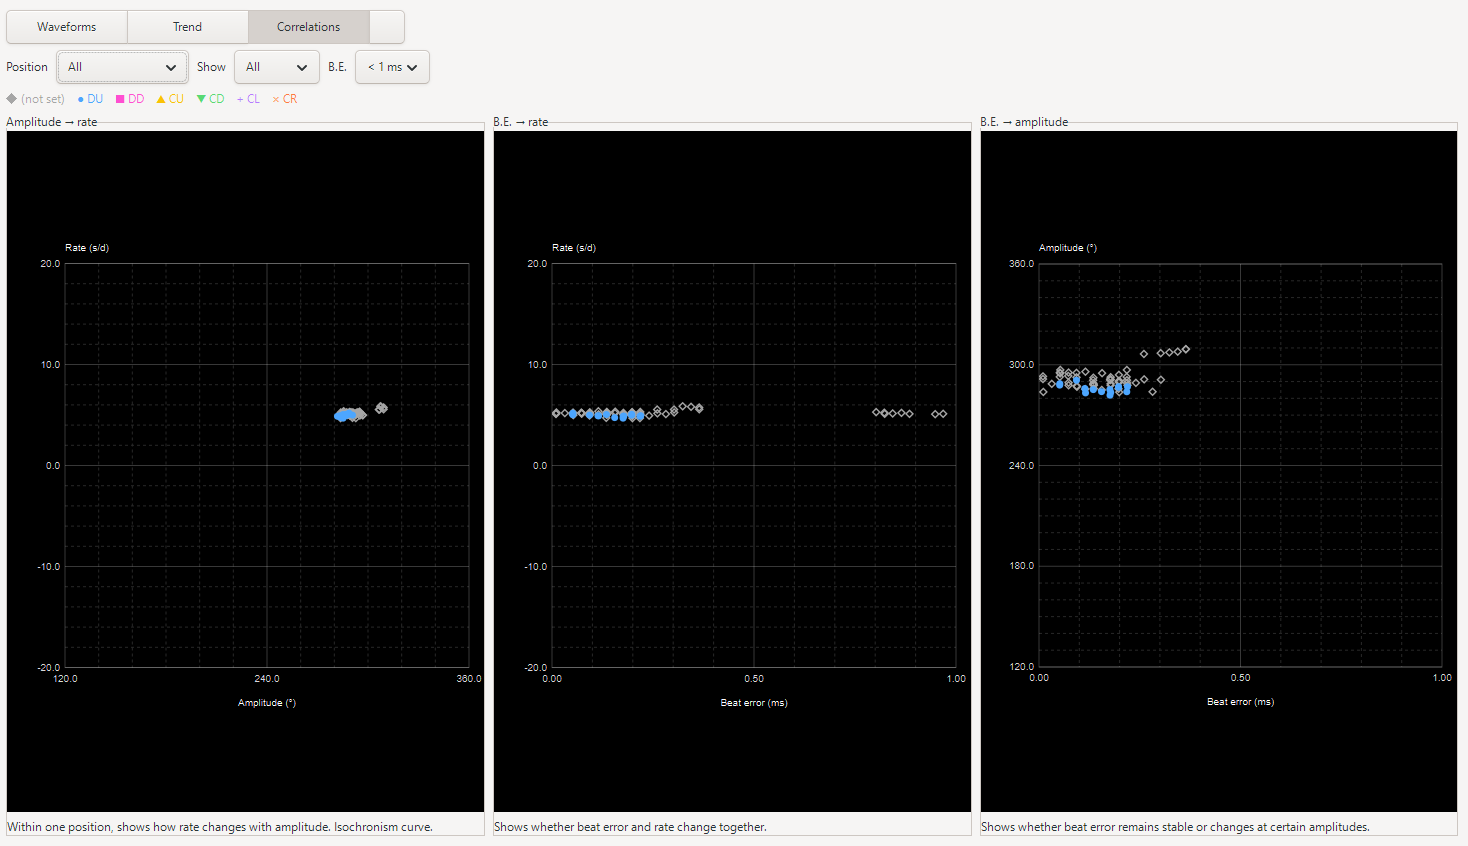 Waveforms Trend Correlations
Position All Show All B.E. < 1 ms
(not set) DU DD CU CD CL CR
Amplitude → rate
Rate (s/d)
20.0
10.0
0.0
-10.0
-20.0
120.0 240.0 360.0
Amplitude (°)
Within one position, shows how rate changes with amplitude. Isochronism curve.
B.E. → rate
Rate (s/d)
20.0
10.0
0.0
-10.0
-20.0
0.00 0.50 1.00
Beat error (ms)
Shows whether beat error and rate change together.
B.E. → amplitude
Amplitude (°)
360.0
300.0
240.0
180.0
120.0
0.00 0.50 1.00
Beat error (ms)
Shows whether beat error remains stable or changes at certain amplitudes.